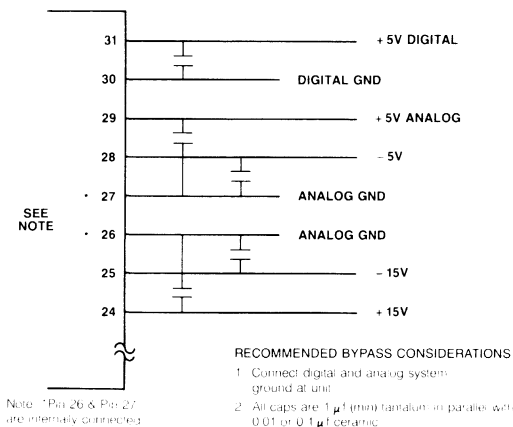 31 + 5V DIGITAL
30 DIGITAL GND
29 + 5V ANALOG
28 – 5V
• 27 ANALOG GND
SEE
NOTE
• 26 ANALOG GND
25 – 15V
24 + 15V
RECOMMENDED BYPASS CONSIDERATIONS
1 Connect digital and analog system
ground at unit
2 All caps are 1 μf (min) tantalum in parallel with
0.01 or 0.1 μf ceramic
Note: *Pin 26 & Pin 27
are internally connected